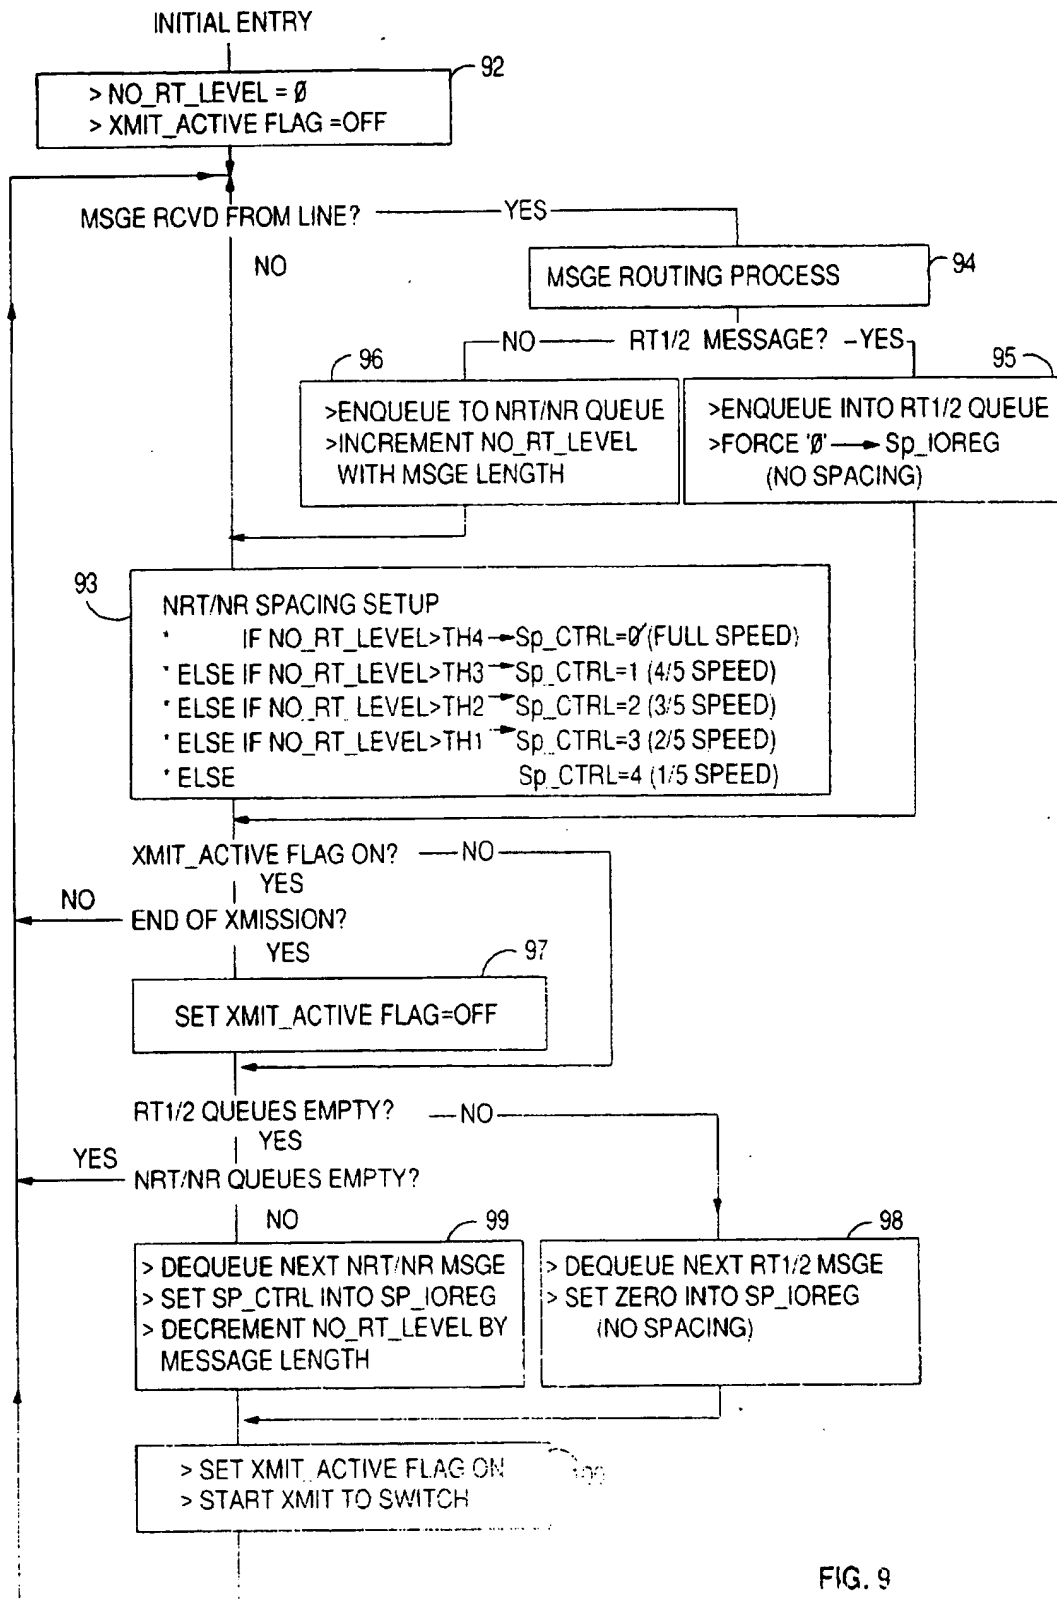 INITIAL ENTRY
92
> NO_RT_LEVEL = Ø
> XMIT_ACTIVE FLAG =OFF
MSGE RCVD FROM LINE? YES
NO
MSGE ROUTING PROCESS 94
NO RT1/2 MESSAGE? YES
96
95
>ENQUEUE TO NRT/NR QUEUE
>INCREMENT NO_RT_LEVEL
WITH MSGE LENGTH
>ENQUEUE INTO RT1/2 QUEUE
>FORCE 'Ø' → Sp_IOREG
(NO SPACING)
93
NRT/NR SPACING SETUP
* IF NO_RT_LEVEL>TH4→Sp_CTRL=Ø (FULL SPEED)
* ELSE IF NO_RT_LEVEL>TH3→Sp_CTRL=1 (4/5 SPEED)
* ELSE IF NO_RT_LEVEL>TH2→Sp_CTRL=2 (3/5 SPEED)
* ELSE IF NO_RT_LEVEL>TH1→Sp_CTRL=3 (2/5 SPEED)
* ELSE Sp_CTRL=4 (1/5 SPEED)
XMIT_ACTIVE FLAG ON? NO
YES
NO END OF XMISSION?
YES
97
SET XMIT_ACTIVE FLAG=OFF
RT1/2 QUEUES EMPTY? NO
YES
YES NRT/NR QUEUES EMPTY?
NO
99
98
> DEQUEUE NEXT NRT/NR MSGE
> SET SP_CTRL INTO SP_IOREG
> DECREMENT NO_RT_LEVEL BY
MESSAGE LENGTH
> DEQUEUE NEXT RT1/2 MSGE
> SET ZERO INTO SP_IOREG
(NO SPACING)
> SET XMIT_ACTIVE FLAG ON
> START XMIT TO SWITCH
100
FIG. 9